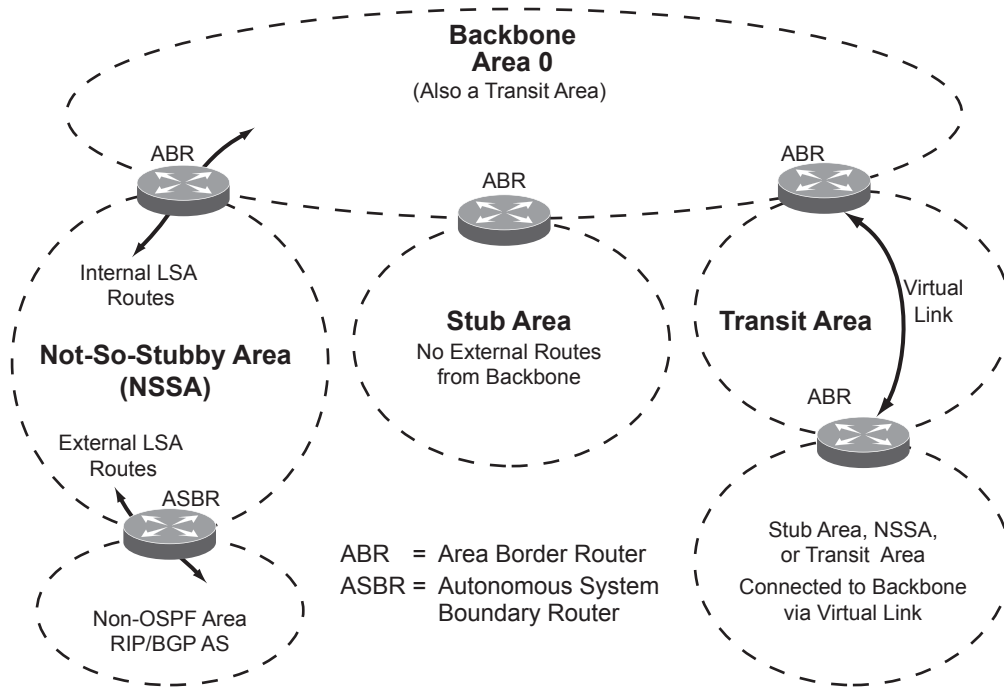 Backbone
Area 0
(Also a Transit Area)
ABR
ABR
ABR
Internal LSA
Routes
Not-So-Stubby Area
(NSSA)
Stub Area
No External Routes
from Backbone
Transit Area
Virtual
Link
ABR
External LSA
Routes
ASBR
Non-OSPF Area
RIP/BGP AS
ABR = Area Border Router
ASBR = Autonomous System
Boundary Router
Stub Area, NSSA,
or Transit Area
Connected to Backbone
via Virtual Link